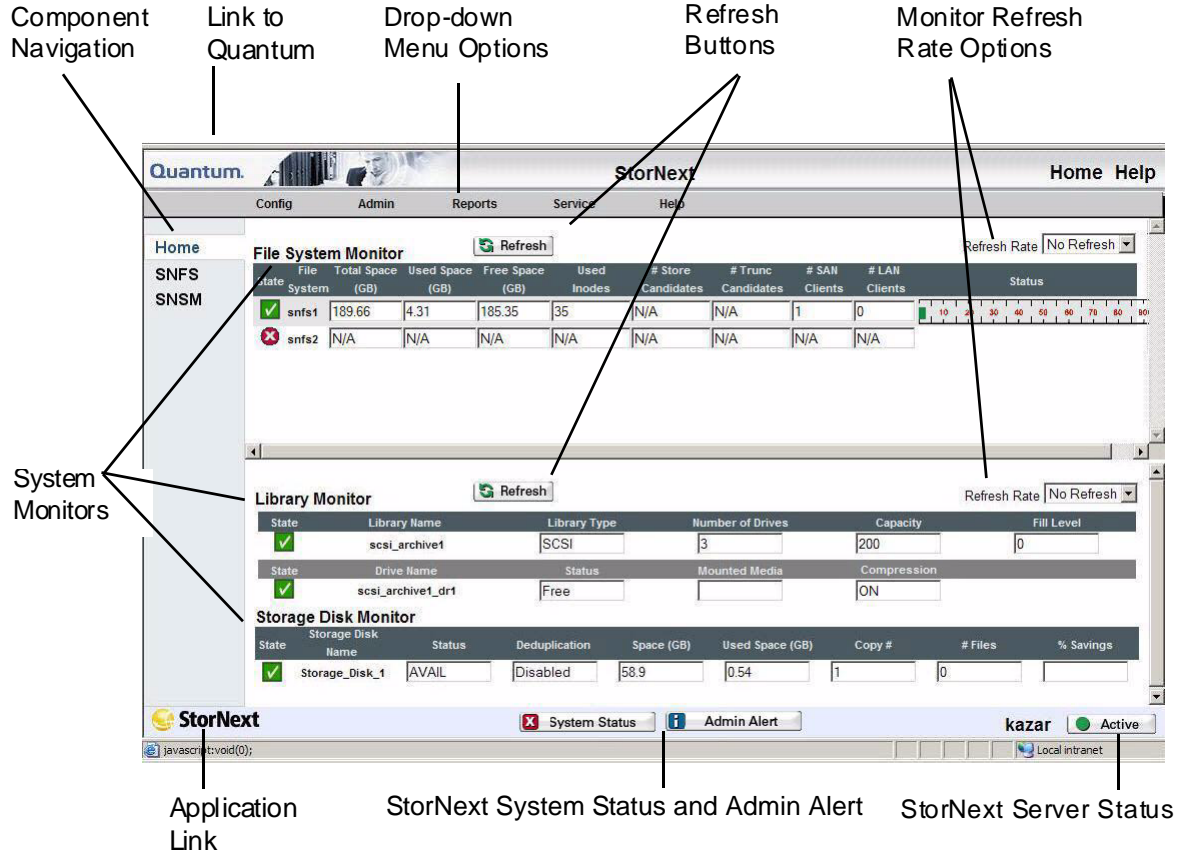 Component Navigation
Link to Quantum
Drop-down Menu Options
Refresh Buttons
Monitor Refresh Rate Options
Quantum.
StorNext
Home Help
Config Admin Reports Service Help
Home
SNFS
SNSM
File System Monitor
Refresh
Refresh Rate No Refresh
State File System Total Space (GB) Used Space (GB) Free Space (GB) Used Inodes # Store Candidates # Trunc Candidates # SAN Clients # LAN Clients Status
snfs1 189.66 4.31 185.35 35 N/A N/A 1 0 10 20 30 40 50 60 70 80
snfs2 N/A N/A N/A N/A N/A N/A N/A N/A
System Monitors
Library Monitor
Refresh
Refresh Rate No Refresh
State Library Name Library Type Number of Drives Capacity Fill Level
scsi_archive1 SCSI 3 200 0
State Drive Name Status Mounted Media Compression
scsi_archive1_dr1 Free ON
Storage Disk Monitor
State Storage Disk Name Status Deduplication Space (GB) Used Space (GB) Copy # # Files % Savings
Storage_Disk_1 AVAIL Disabled 58.9 0.54 1 0
StorNext
System Status
Admin Alert
kazar
Active
javascript:void(0);
Local intranet
Application Link
StorNext System Status and Admin Alert
StorNext Server Status